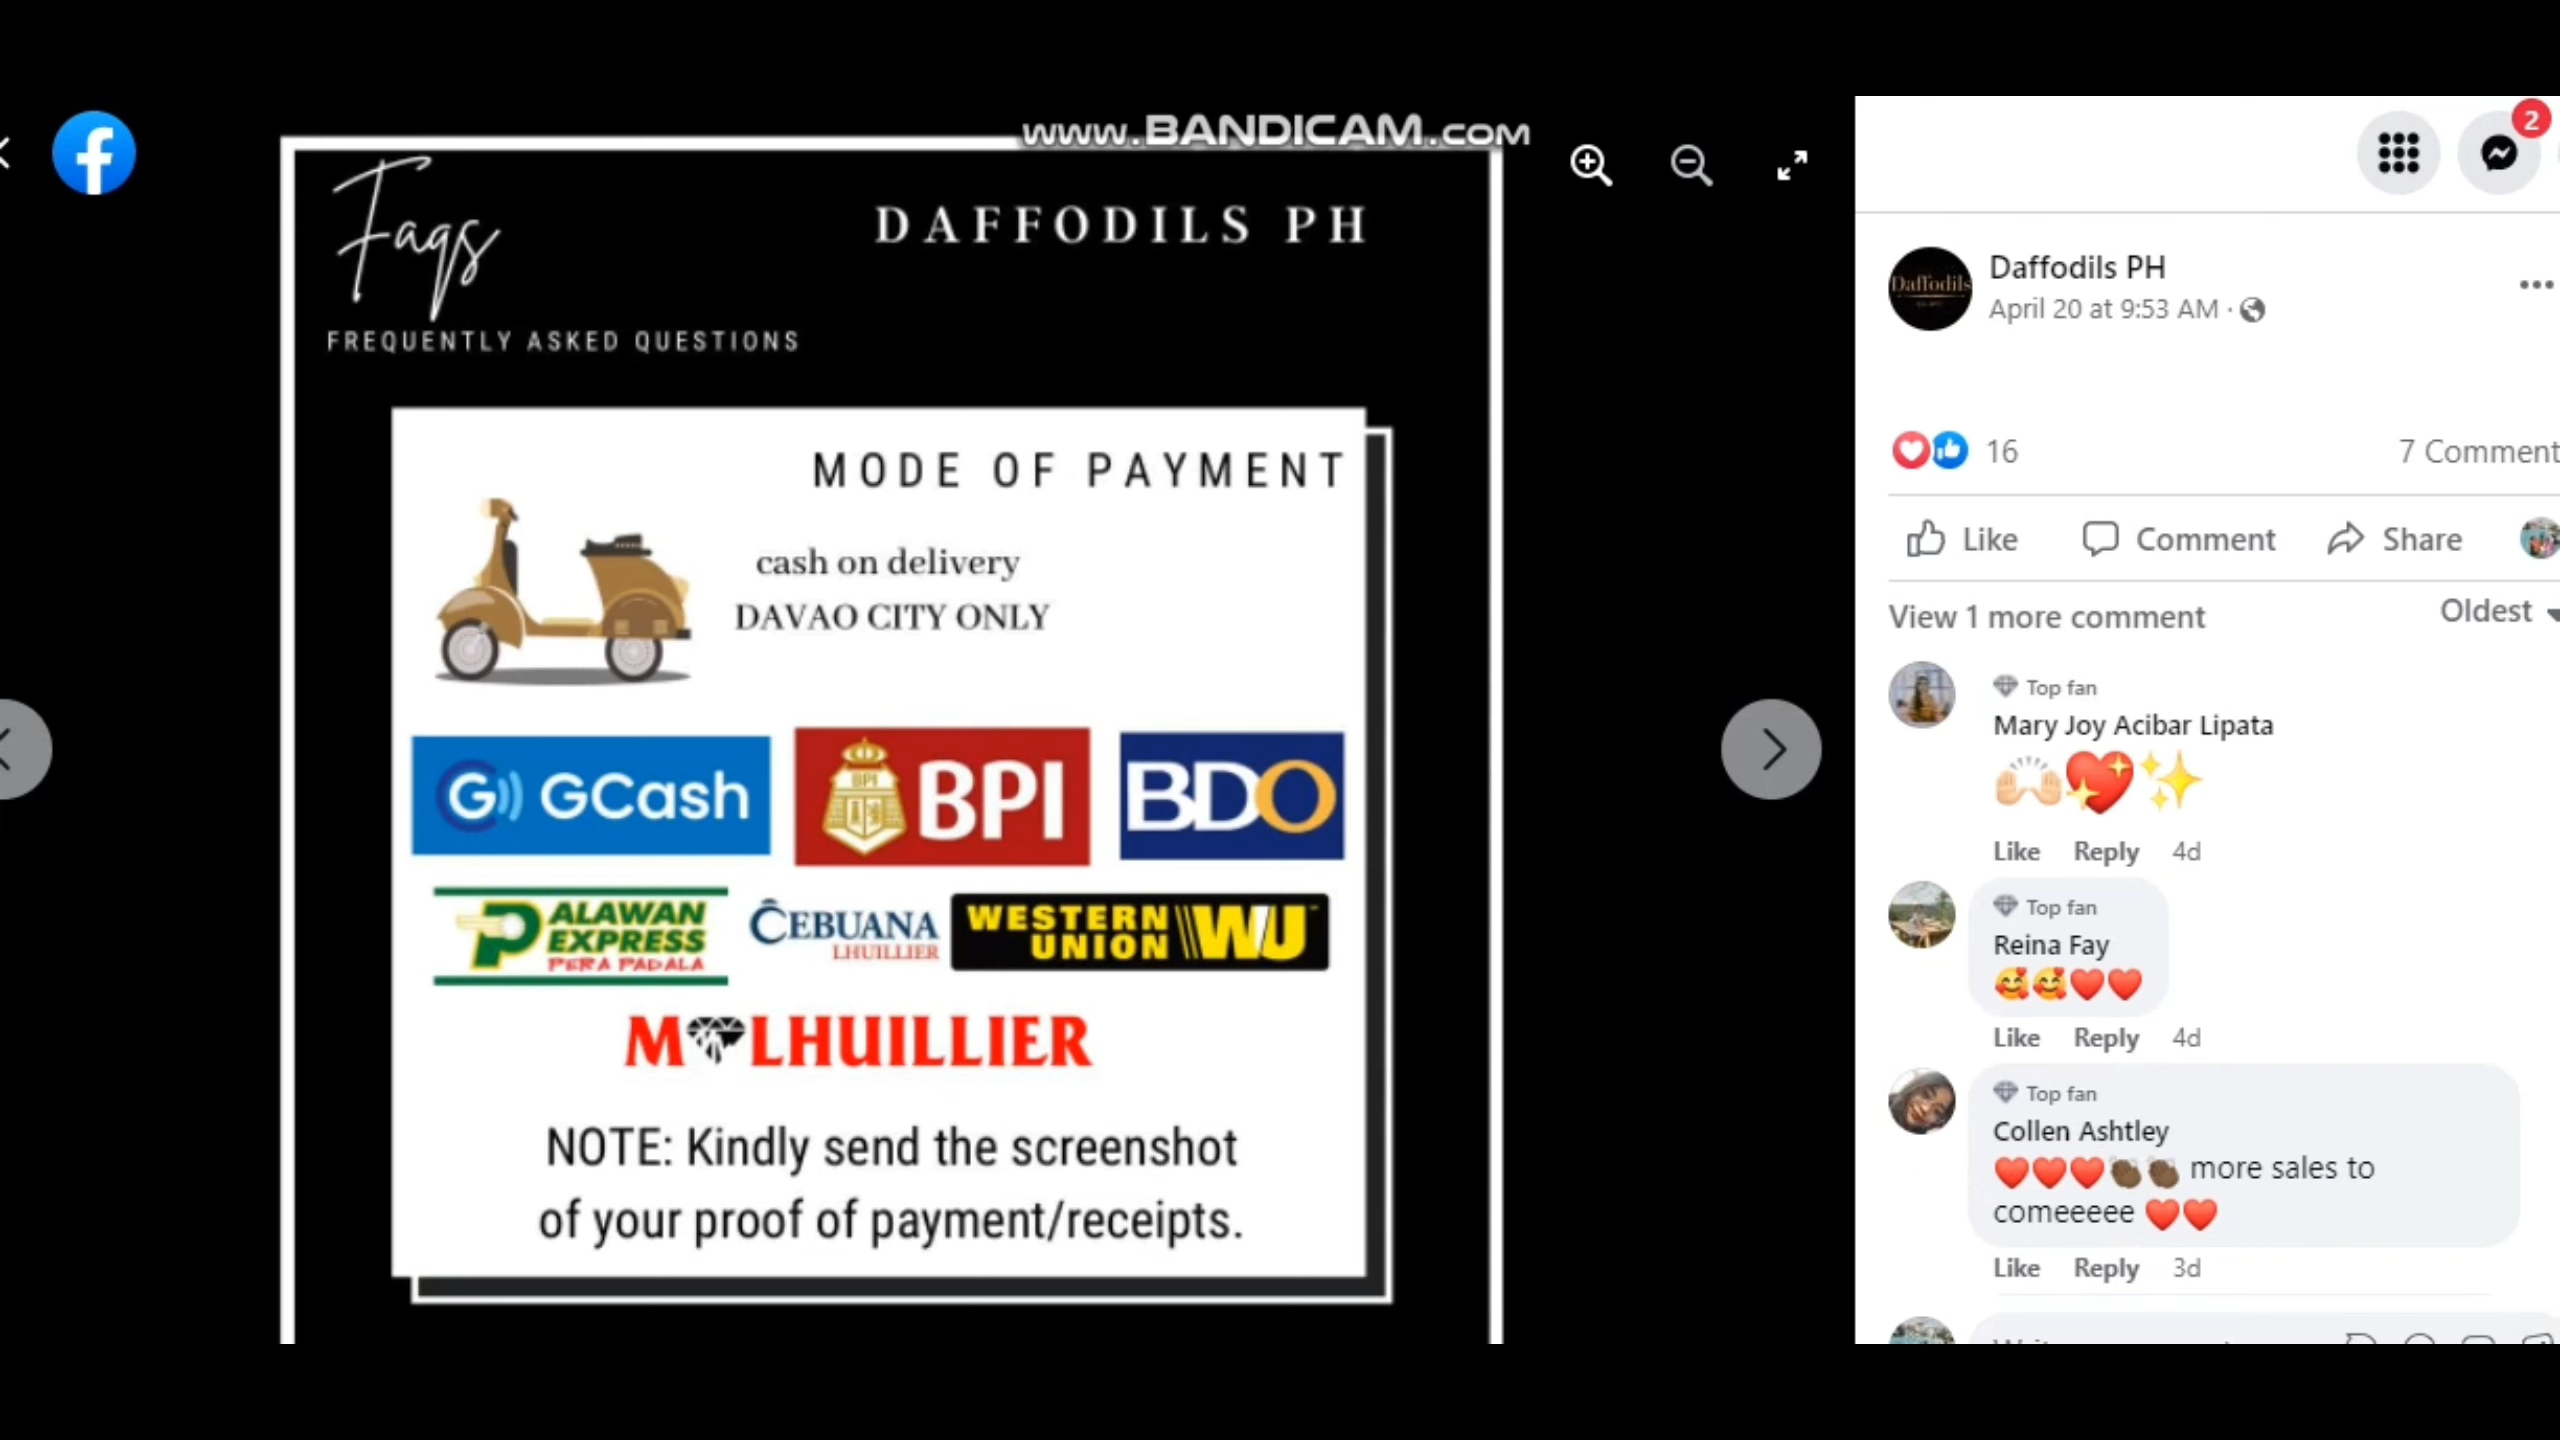 www.BANDICAM.com
Faqs
DAFFODILS PH
FREQUENTLY ASKED QUESTIONS
MODE OF PAYMENT
cash on delivery
DAVAO CITY ONLY
G GCash
BPI BPI
BDO
PALAWAN
EXPRESS
PERA PADALA
CEBUANA
LHUILLIER
WESTERN
UNION WU
M LHUILLIER
NOTE: Kindly send the screenshot
of your proof of payment/receipts.
2
Daffodils
Daffodils PH
April 20 at 9:53 AM ·
16
7 Comment
Like Comment Share
View 1 more comment
Oldest
Top fan
Mary Joy Acibar Lipata
🙌🏻💖✨
Like Reply 4d
Top fan
Reina Fay
🥰🥰❤️❤️
Like Reply 4d
Top fan
Collen Ashtley
❤️❤️❤️👏🏾👏🏾 more sales to
comeeeee ❤️❤️
Like Reply 3d